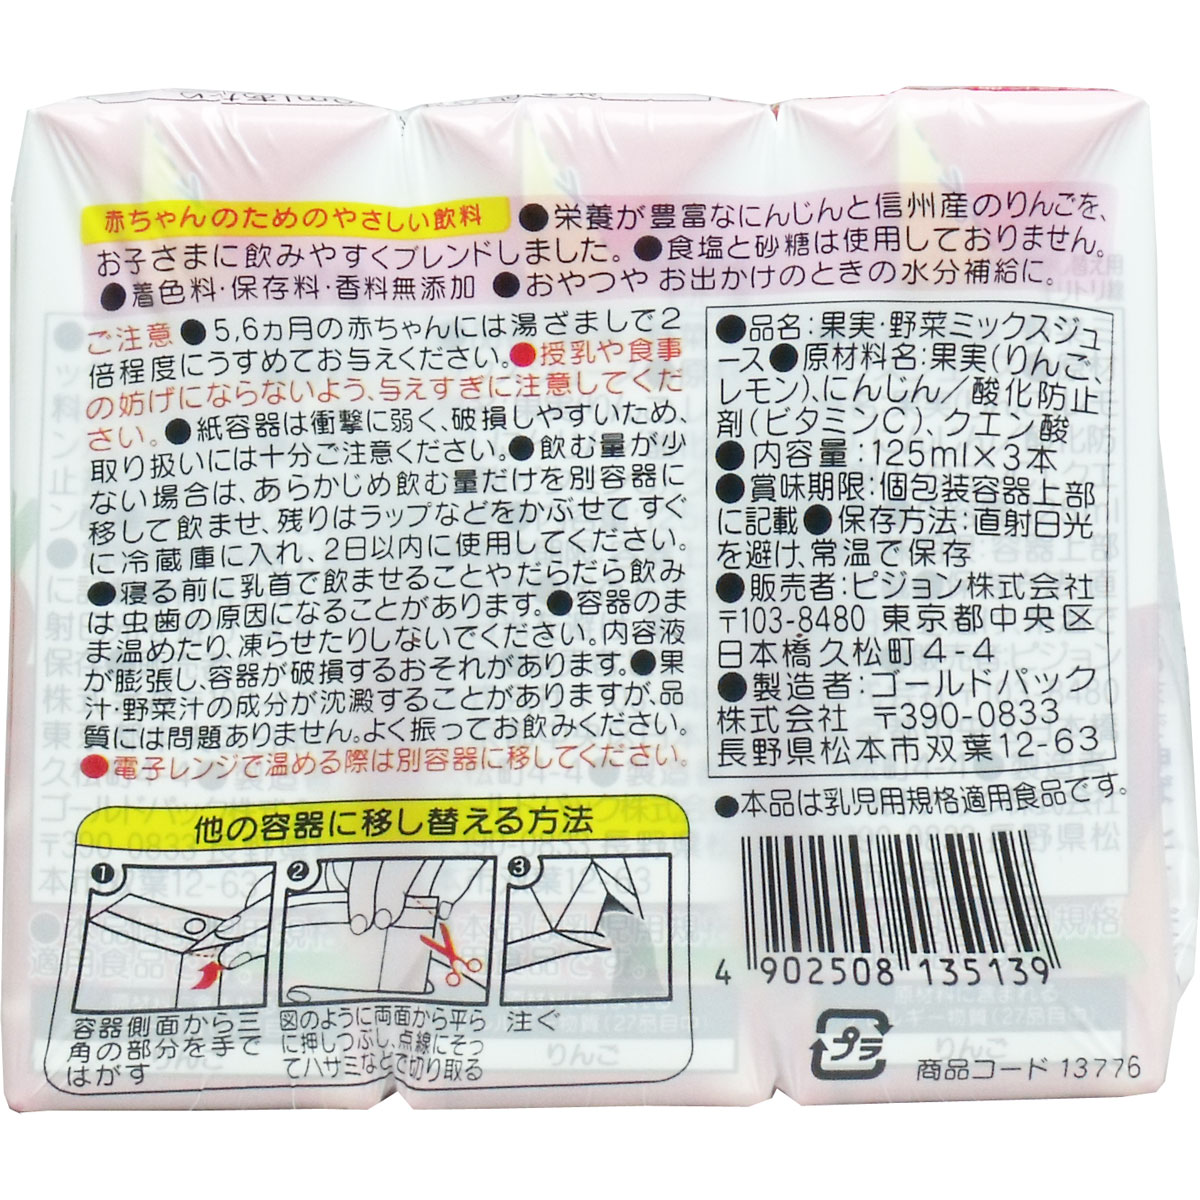 赤ちゃんのためのやさしい飲料 ●栄養が豊富なにんじんと信州産のりんごを、
お子さまに飲みやすくブレンドしました。●食塩と砂糖は使用しておりません。
●着色料・保存料・香料無添加 ●おやつや お出かけのときの水分補給に。
ご注意 ●5,6ヵ月の赤ちゃんには湯ざましで2
倍程度にうすめてお与えください。●授乳や食事
の妨げにならないよう、与えすぎに注意してくだ
さい。●紙容器は衝撃に弱く、破損しやすいため、
取り扱いには十分ご注意ください。●飲む量が少
ない場合は、あらかじめ飲む量だけを別容器に
移して飲ませ、残りはラップなどをかぶせてすぐ
に冷蔵庫に入れ、2日以内に使用してください。
●寝る前に乳首で飲ませることやだらだら飲み
は虫歯の原因になることがあります。●容器のま
ま温めたり、凍らせたりしないでください。内容液
が膨張し、容器が破損するおそれがあります。●果
汁・野菜汁の成分が沈澱することがありますが、品
質には問題ありません。よく振ってお飲みください。
●電子レンジで温める際は別容器に移してください。
●品名：果実・野菜ミックスジュ
ース●原材料名：果実（りんご、
レモン）、にんじん／酸化防止
剤（ビタミンC）、クエン酸
●内容量：125ml×3本
●賞味期限：個包装容器上部
に記載●保存方法：直射日光
を避け、常温で保存
●販売者：ピジョン株式会社
〒103-8480 東京都中央区
日本橋久松町4-4
●製造者：ゴールドパック
株式会社 〒390-0833
長野県松本市双葉12-63
●本品は乳児用規格適用食品です。
他の容器に移し替える方法
1
2
3
容器側面から三
角の部分を手で
はがす
図のように両面から平ら
に押しつぶし、点線にそっ
てハサミなどで切り取る
注ぐ
4 902508 135139
プラ
商品コード 13776